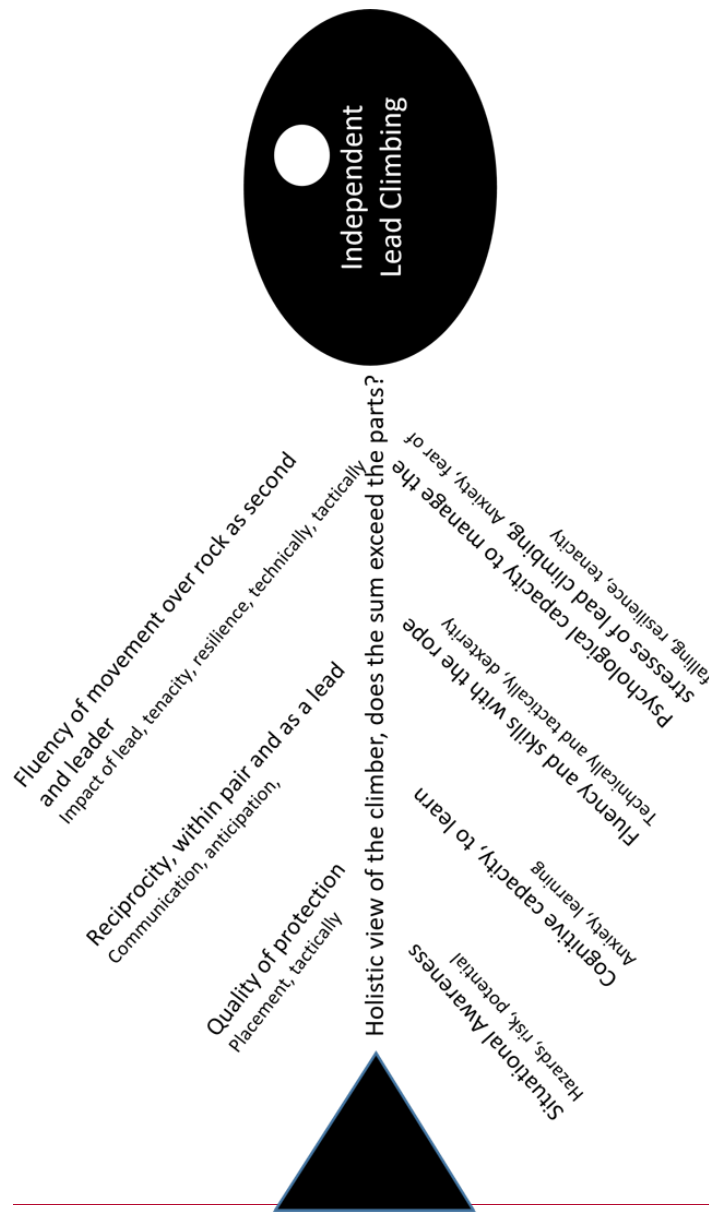 Independent
Lead Climbing
Holistic view of the climber, does the sum exceed the parts?
Fluency of movement over rock as second
and leader
Impact of lead, tenacity, resilience, technically, tactically
Reciprocity, within pair and as a lead
Communication, anticipation,
Quality of protection
Placement, tactically
Psychological capacity to manage the
stresses of lead climbing, Anxiety, fear of
falling, resilience, tenacity
Fluency and skills with the rope
Technically and tactically, dexterity
Cognitive capacity, to learn
Anxiety, learning
Situational Awareness
Hazards, risk, potential